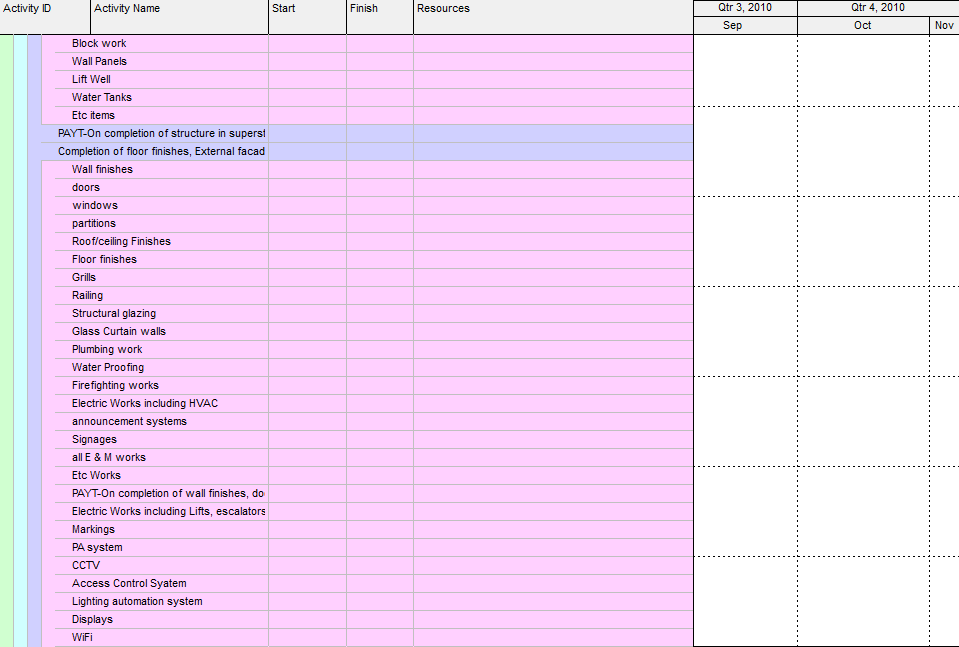 Activity ID Activity Name Start Finish Resources Qtr 3, 2010 Qtr 4, 2010
Sep Oct Nov
Block work
Wall Panels
Lift Well
Water Tanks
Etc items
PAYT-On completion of structure in superst
Completion of floor finishes, External facad
Wall finishes
doors
windows
partitions
Roof/ceiling Finishes
Floor finishes
Grills
Railing
Structural glazing
Glass Curtain walls
Plumbing work
Water Proofing
Firefighting works
Electric Works including HVAC
announcement systems
Signages
all E & M works
Etc Works
PAYT-On completion of wall finishes, do
Electric Works including Lifts, escalators
Markings
PA system
CCTV
Access Control Syatem
Lighting automation system
Displays
WiFi